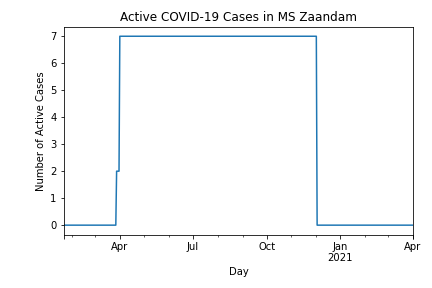 Active COVID-19 Cases in MS Zaandam
Number of Active Cases
7
6
5
4
3
2
1
0
Apr Jul Oct Jan Apr
2021
Day